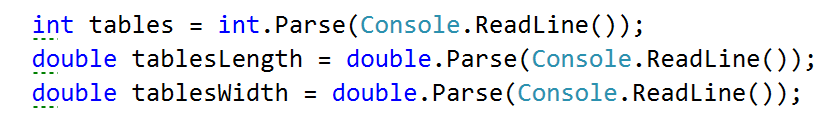 int tables = int.Parse(Console.ReadLine());
double tablesLength = double.Parse(Console.ReadLine());
double tablesWidth = double.Parse(Console.ReadLine());